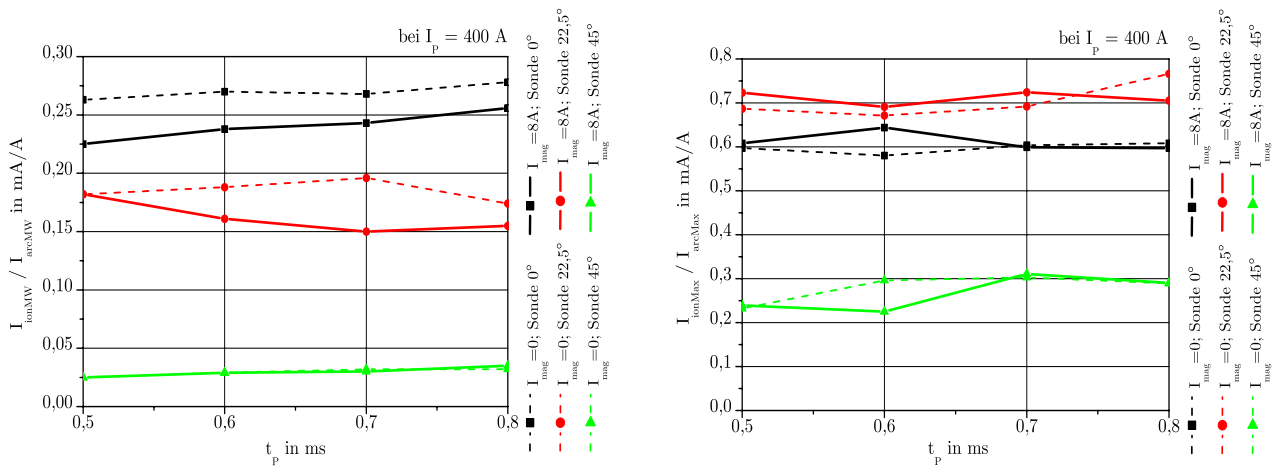 bei I_P = 400 A
0,30
0,25
0,20
0,15
0,10
0,05
0,00
0,5 0,6 0,7 0,8
t_P in ms
I_ionMW / I_arcMW in mA/A
I_mag=0; Sonde 0° I_mag=8A; Sonde 0°
I_mag=0; Sonde 22,5° I_mag=8A; Sonde 22,5°
I_mag=0; Sonde 45° I_mag=8A; Sonde 45°
bei I_P = 400 A
0,8
0,7
0,6
0,5
0,4
0,3
0,2
0,1
0,0
0,5 0,6 0,7 0,8
t_P in ms
I_ionMax / I_arcMax in mA/A
I_mag=0; Sonde 0° I_mag=8A; Sonde 0°
I_mag=0; Sonde 22,5° I_mag=8A; Sonde 22,5°
I_mag=0; Sonde 45° I_mag=8A; Sonde 45°